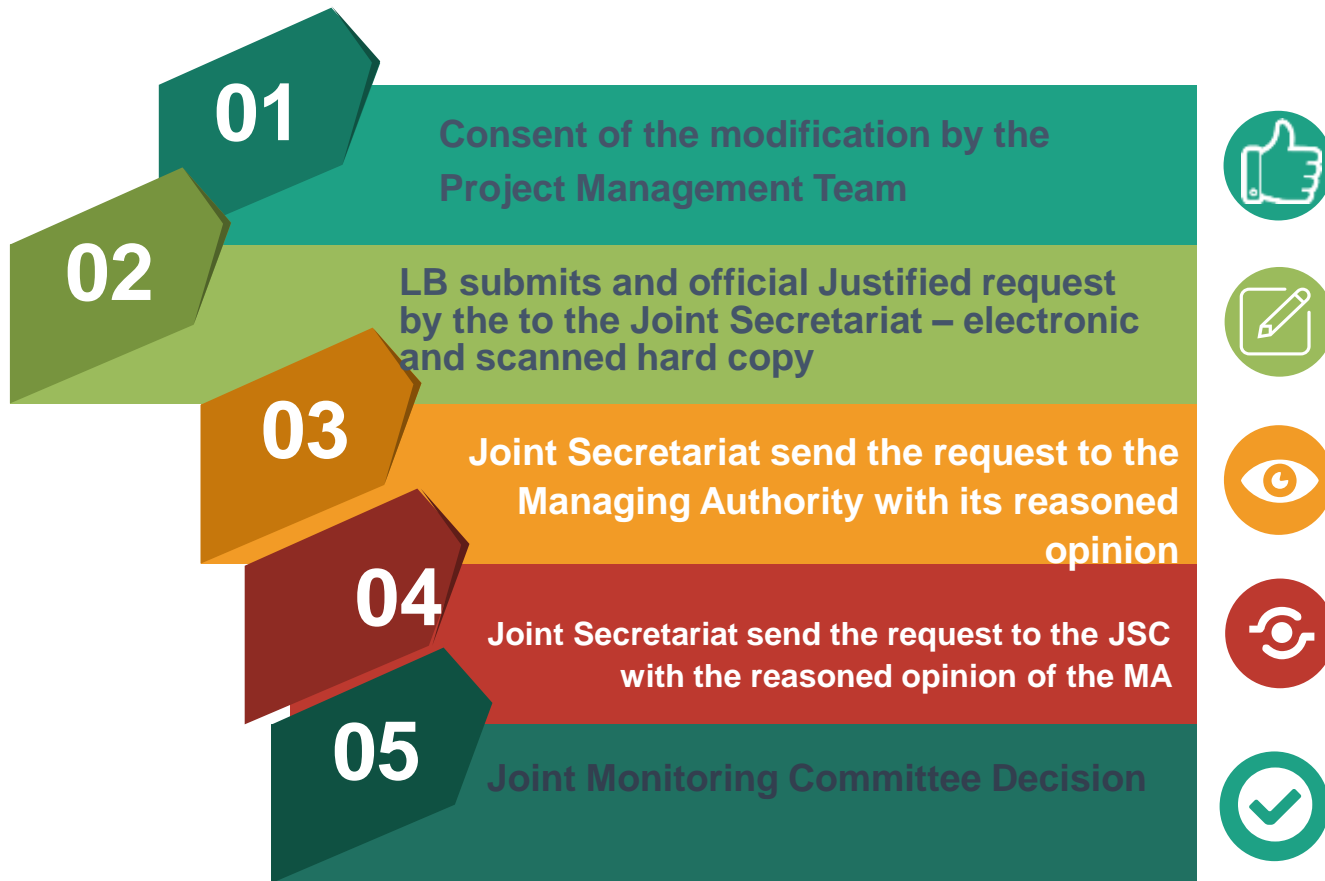 01
Consent of the modification by the
Project Management Team
02
LB submits and official Justified request
by the to the Joint Secretariat – electronic
and scanned hard copy
03
Joint Secretariat send the request to the
Managing Authority with its reasoned
opinion
04
Joint Secretariat send the request to the JSC
with the reasoned opinion of the MA
05
Joint Monitoring Committee Decision